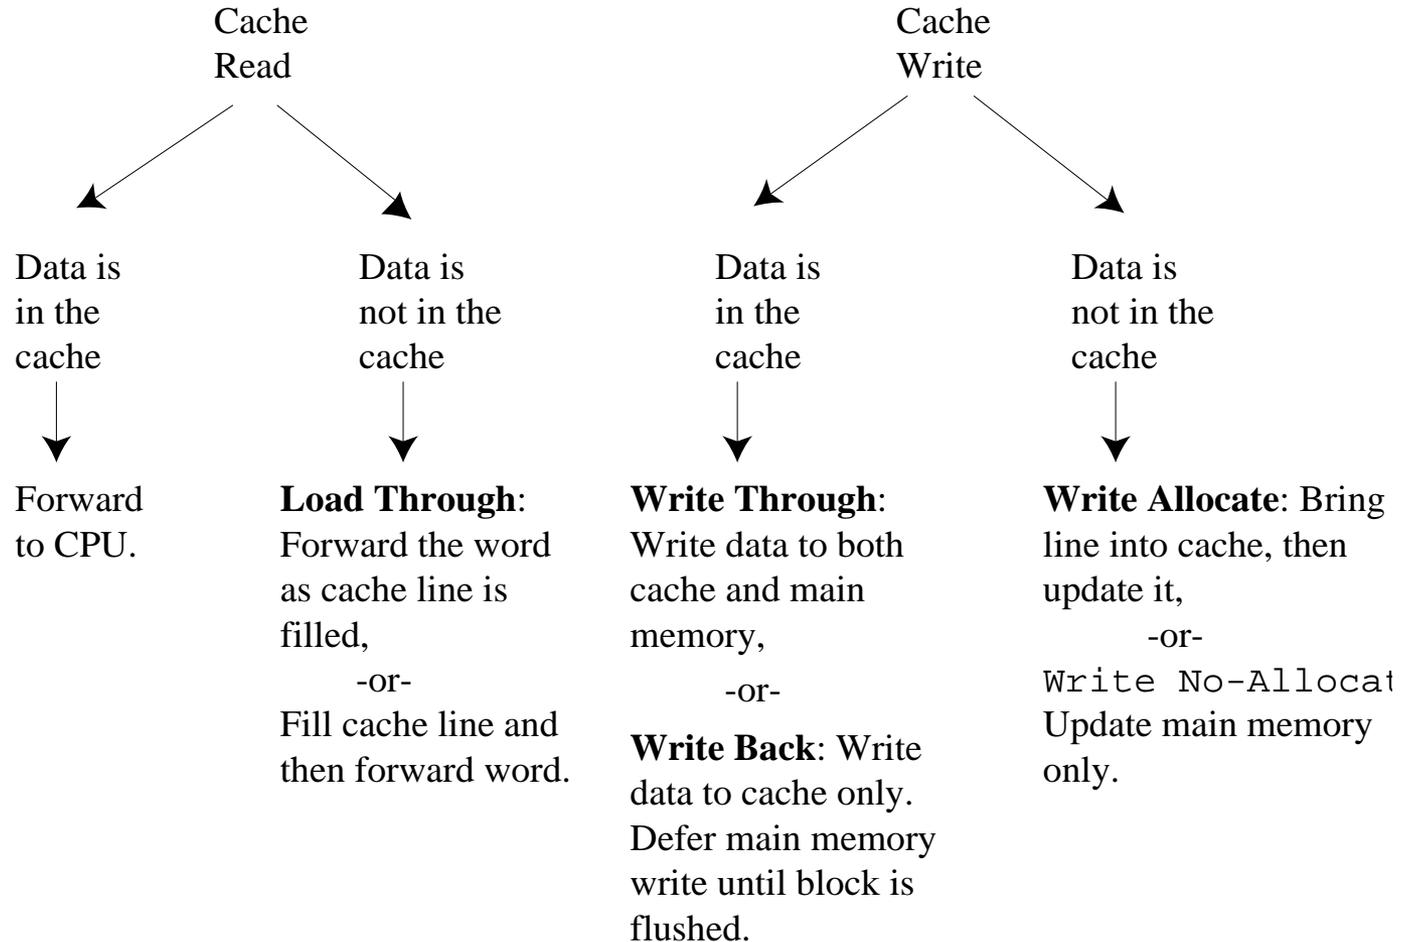 Cache
Read
Data is
in the
cache
Forward
to CPU.
Data is
not in the
cache
Load Through:
Forward the word
as cache line is
filled,
-or-
Fill cache line and
then forward word.
Cache
Write
Data is
in the
cache
Write Through:
Write data to both
cache and main
memory,
-or-
Write Back: Write
data to cache only.
Defer main memory
write until block is
flushed.
Data is
not in the
cache
Write Allocate: Bring
line into cache, then
update it,
-or-
Write No-Allocat
Update main memory
only.